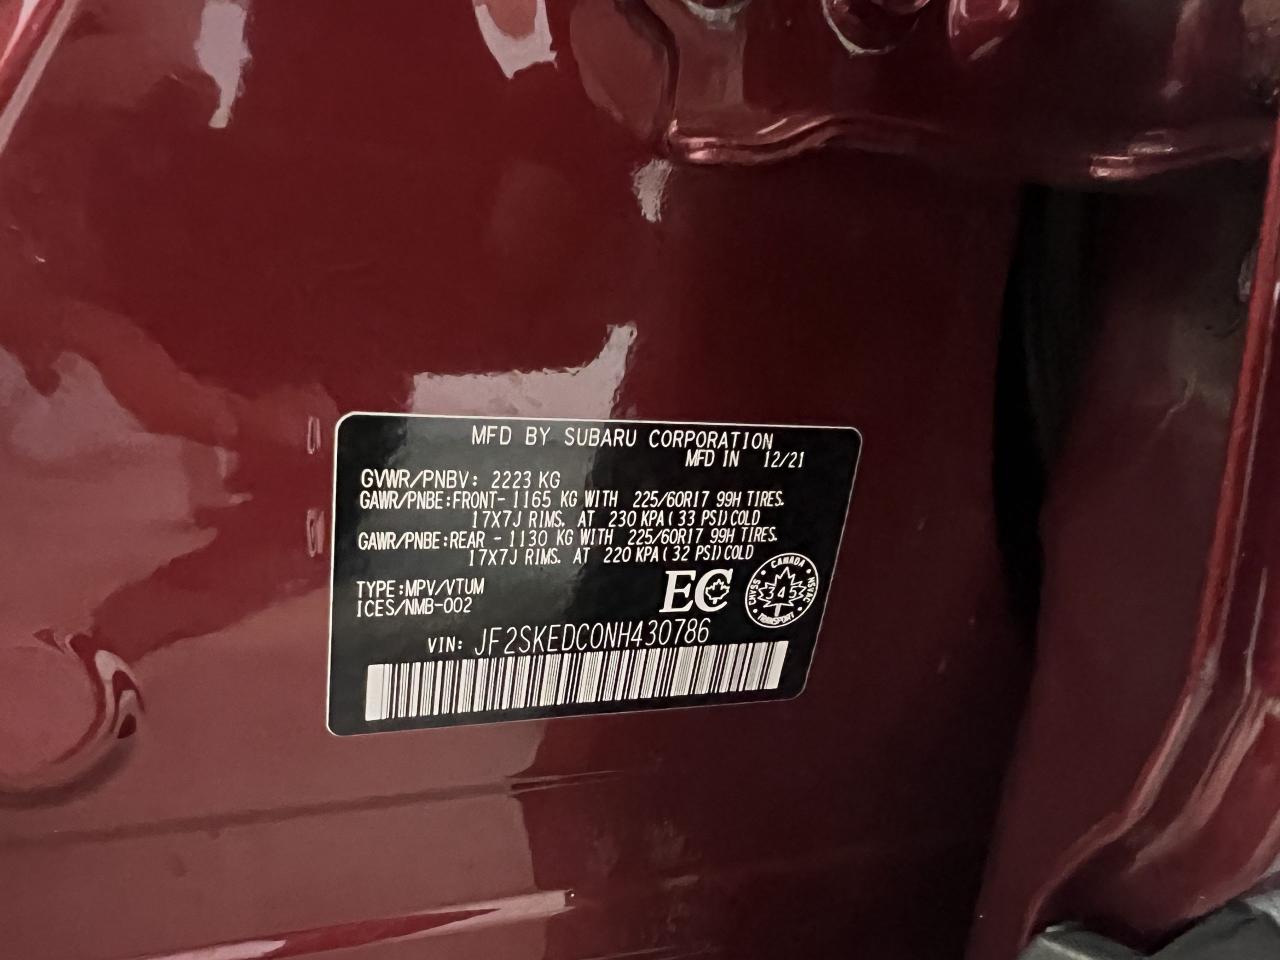 MFD BY SUBARU CORPORATION
MFD IN 12/21
GVWR/PNBV: 2223 KG
GAWR/PNBE:FRONT- 1165 KG WITH 225/60R17 99H TIRES.
17X7J RIMS. AT 230 KPA(33 PSI)COLD
GAWR/PNBE:REAR - 1130 KG WITH 225/60R17 99H TIRES.
17X7J RIMS. AT 220 KPA(32 PSI)COLD
TYPE:MPV/VTUM
ICES/NMB-002
EC
CANADA
CMVSS
345
NSVAC
TRANSPORT
VIN: JF2SKEDC0NH430786